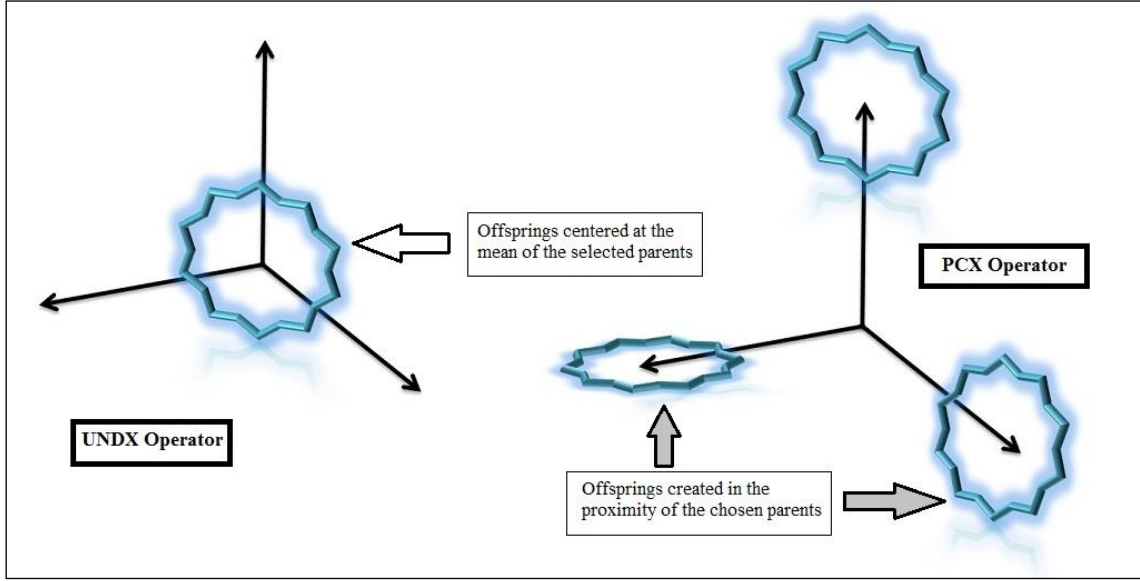 Offsprings centered at the
mean of the selected parents
PCX Operator
UNDX Operator
Offsprings created in the
proximity of the chosen parents